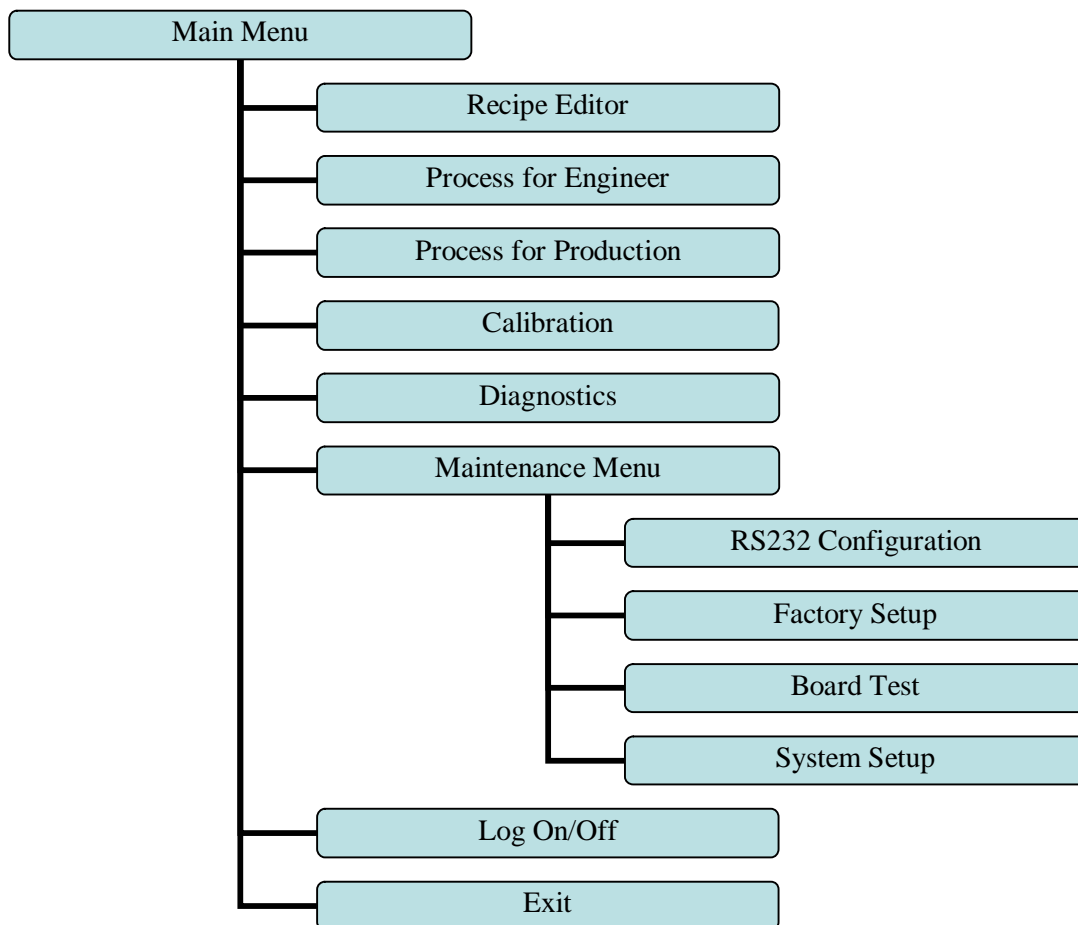 Main Menu
Recipe Editor
Process for Engineer
Process for Production
Calibration
Diagnostics
Maintenance Menu
RS232 Configuration
Factory Setup
Board Test
System Setup
Log On/Off
Exit